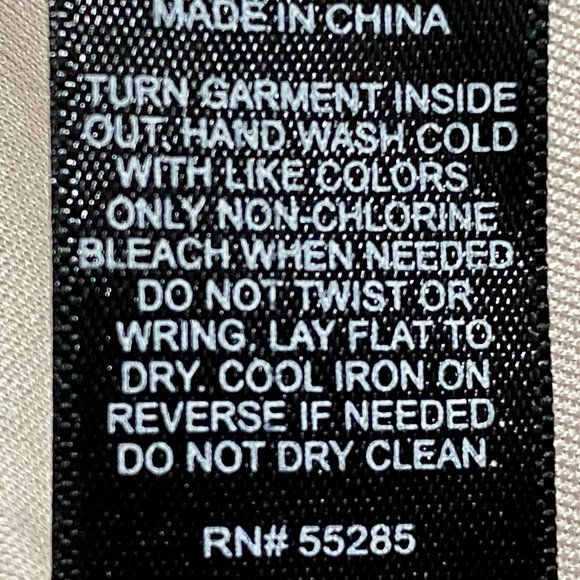 MADE IN CHINA
TURN GARMENT INSIDE
OUT. HAND WASH COLD
WITH LIKE COLORS.
ONLY NON-CHLORINE
BLEACH WHEN NEEDED.
DO NOT TWIST OR
WRING. LAY FLAT TO
DRY. COOL IRON ON
REVERSE IF NEEDED
DO NOT DRY CLEAN.
RN# 55285